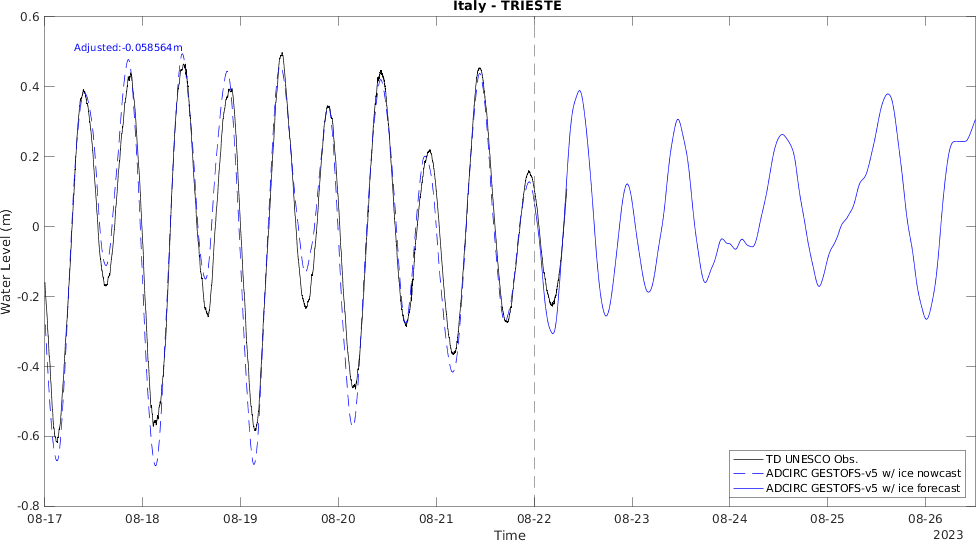 Italy - TRIESTE
Adjusted:-0.058564m
0.6
0.4
0.2
0
-0.2
-0.4
-0.6
-0.8
Water Level (m)
TD UNESCO Obs.
ADCIRC GESTOFS-v5 w/ ice nowcast
ADCIRC GESTOFS-v5 w/ ice forecast
08-17 08-18 08-19 08-20 08-21 08-22 08-23 08-24 08-25 08-26
Time
2023